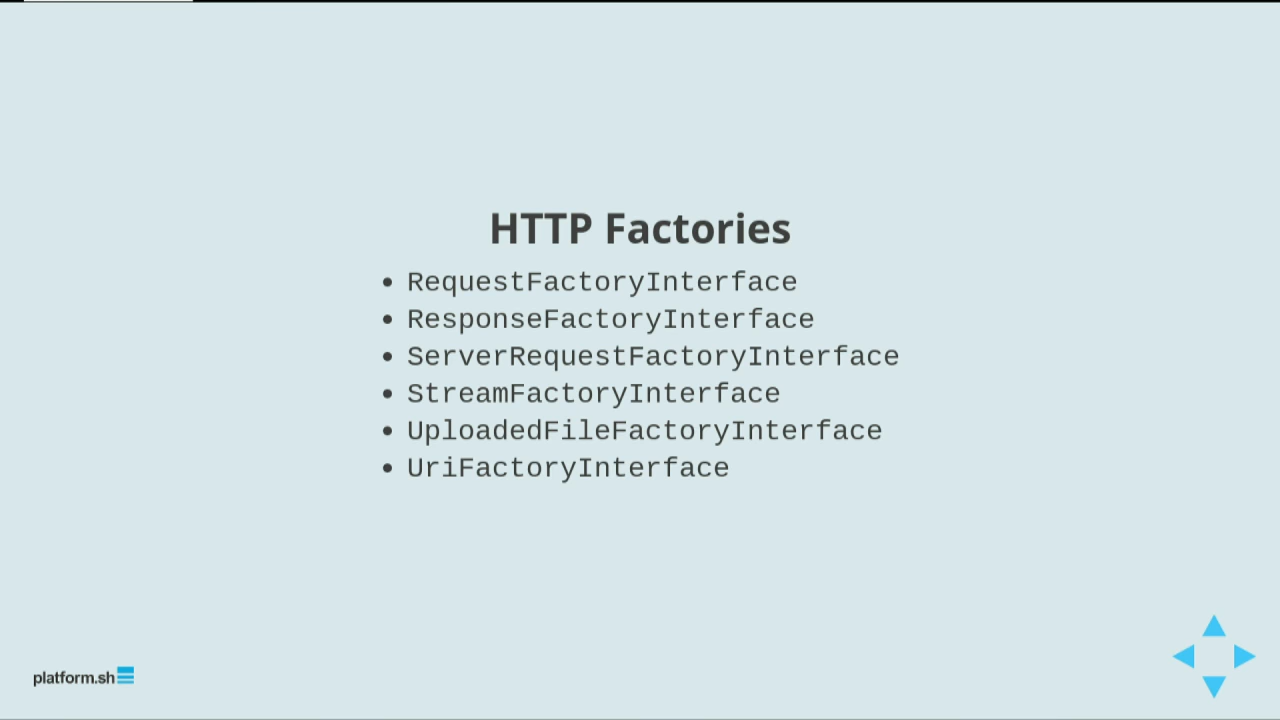 HTTP Factories
RequestFactoryInterface
ResponseFactoryInterface
ServerRequestFactoryInterface
StreamFactoryInterface
UploadedFileFactoryInterface
UriFactoryInterface
platform.sh